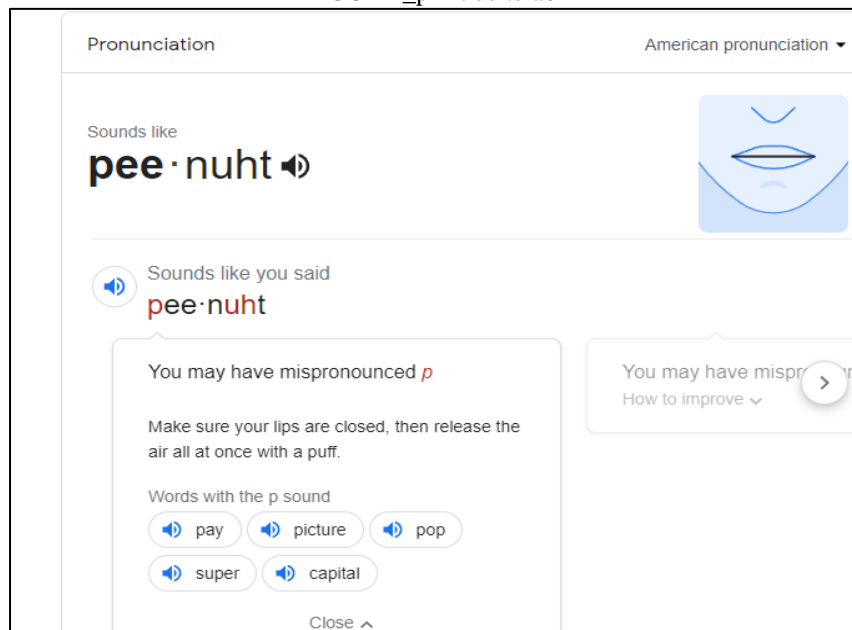 Pronunciation
American pronunciation
Sounds like
pee·nuht
Sounds like you said
pee·nuht
You may have mispronounced p
Make sure your lips are closed, then release the
air all at once with a puff.
Words with the p sound
pay
picture
pop
super
capital
Close
You may have
How to improve